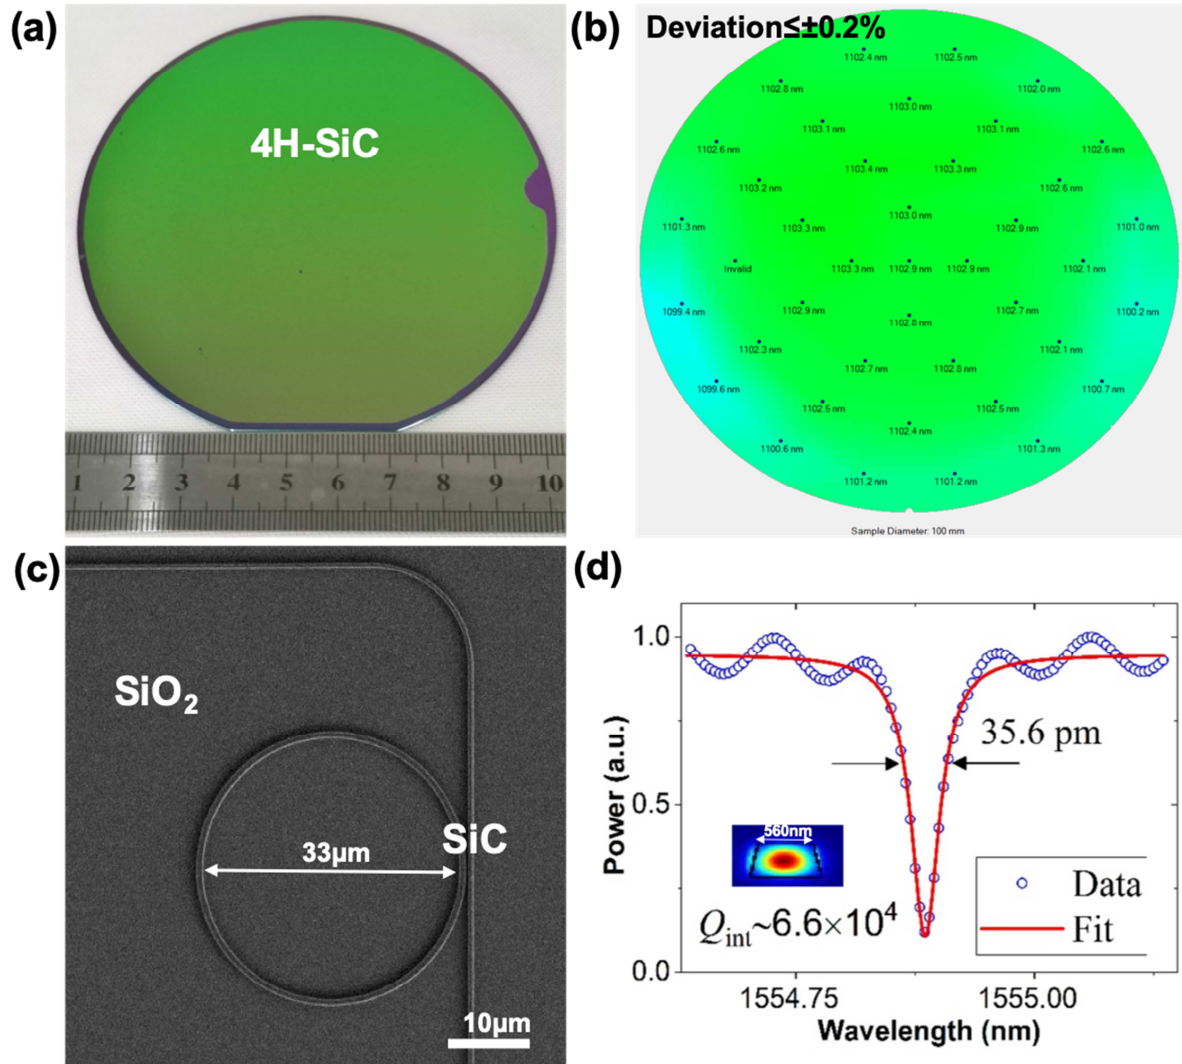 (a)
4H-SiC
1 2 3 4 5 6 7 8 9 10
(b)
Deviation≤±0.2%
1102.4 nm 1102.5 nm
1102.8 nm 1102.0 nm
1103.0 nm
1103.1 nm 1103.1 nm
1102.6 nm 1102.6 nm
1103.4 nm 1103.3 nm
1103.2 nm 1102.6 nm
1103.0 nm
1101.3 nm 1103.3 nm 1102.9 nm 1101.0 nm
Invalid 1103.3 nm 1102.9 nm 1102.9 nm 1102.1 nm
1099.4 nm 1102.9 nm 1102.7 nm 1100.2 nm
1102.8 nm
1102.3 nm 1102.1 nm
1102.7 nm 1102.8 nm
1099.6 nm 1100.7 nm
1102.5 nm 1102.5 nm
1102.4 nm
1100.6 nm 1101.3 nm
1101.2 nm 1101.2 nm
Sample Diameter: 100 mm
(c)
SiO₂
SiC
33μm
10μm
(d)
1.0
0.5
0.0
Power (a.u.)
35.6 pm
560nm
Qint~6.6×10⁴
Data
Fit
1554.75 1555.00
Wavelength (nm)